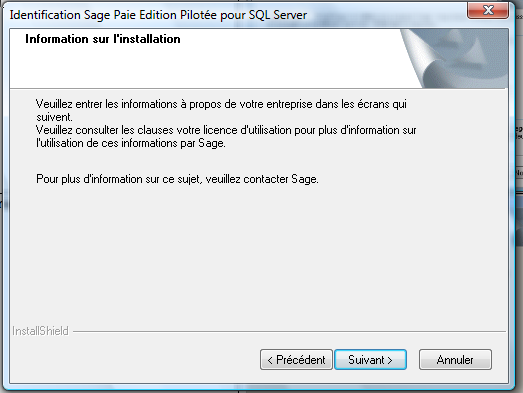 Identification Sage Paie Edition Pilotée pour SQL Server
Information sur l'installation
Veuillez entrer les informations à propos de votre entreprise dans les écrans qui
suivent.
Veuillez consulter les clauses votre licence d'utilisation pour plus d'information sur
l'utilisation de ces informations par Sage.
Pour plus d'information sur ce sujet, veuillez contacter Sage.
InstallShield
< Précédent
Suivant >
Annuler